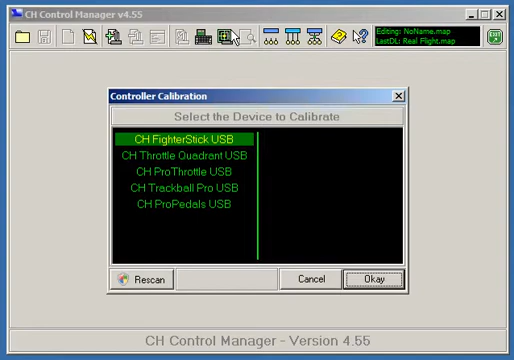 CH Control Manager v4.55
Editing: NoName.map
LastDL: Real Flight.map
Controller Calibration
Select the Device to Calibrate
CH FighterStick USB
CH Throttle Quadrant USB
CH ProThrottle USB
CH Trackball Pro USB
CH ProPedals USB
Rescan
Cancel
Okay
CH Control Manager - Version 4.55